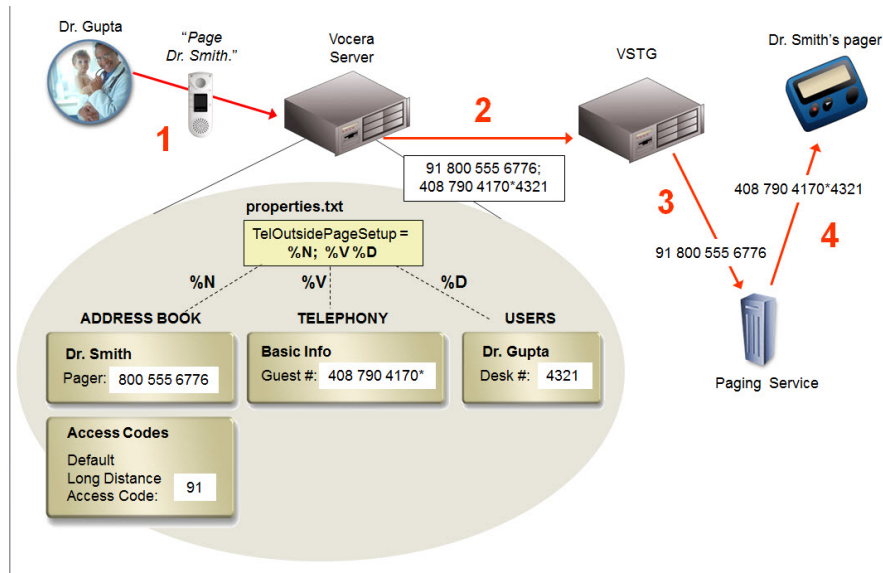 Dr. Gupta
“Page
Dr. Smith.”
Vocera
Server
VSTG
Dr. Smith’s pager
1
2
91 800 555 6776;
408 790 4170*4321
3
408 790 4170*4321
4
91 800 555 6776
Paging Service
properties.txt
TelOutsidePageSetup =
%N; %V %D
%N
%V
%D
ADDRESS BOOK
TELEPHONY
USERS
Dr. Smith
Pager: 800 555 6776
Basic Info
Guest #: 408 790 4170*
Dr. Gupta
Desk #: 4321
Access Codes
Default
Long Distance
Access Code: 91